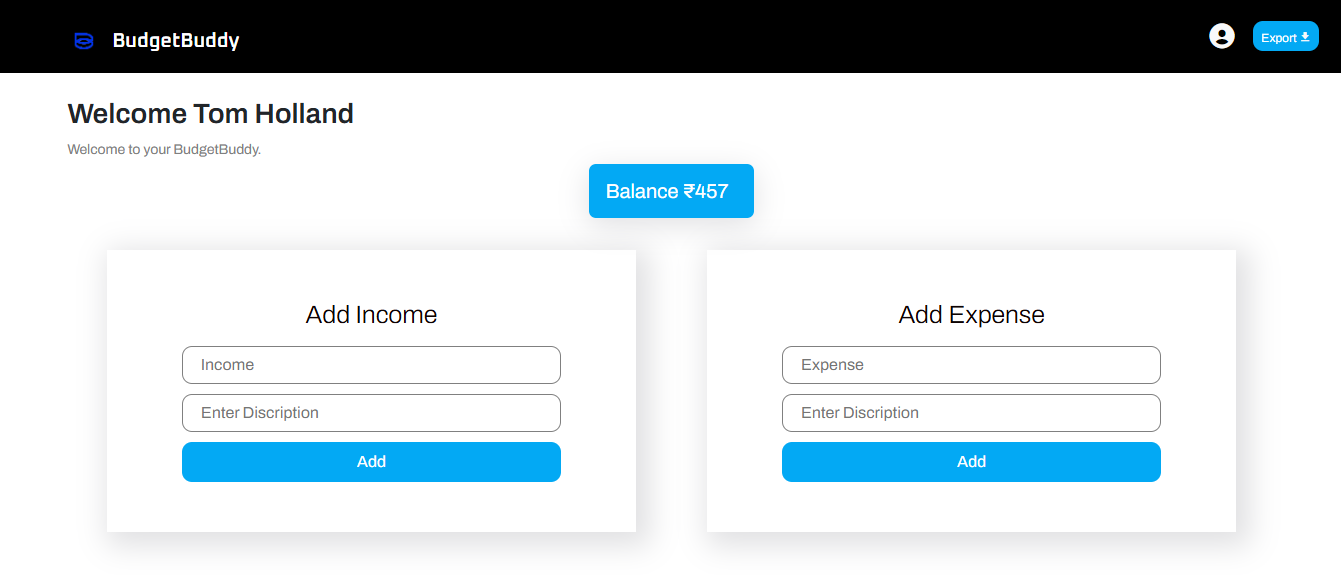 BudgetBuddy
Export
Welcome Tom Holland
Welcome to your BudgetBuddy.
Balance ₹457
Add Income
Income
Enter Discription
Add
Add Expense
Expense
Enter Discription
Add